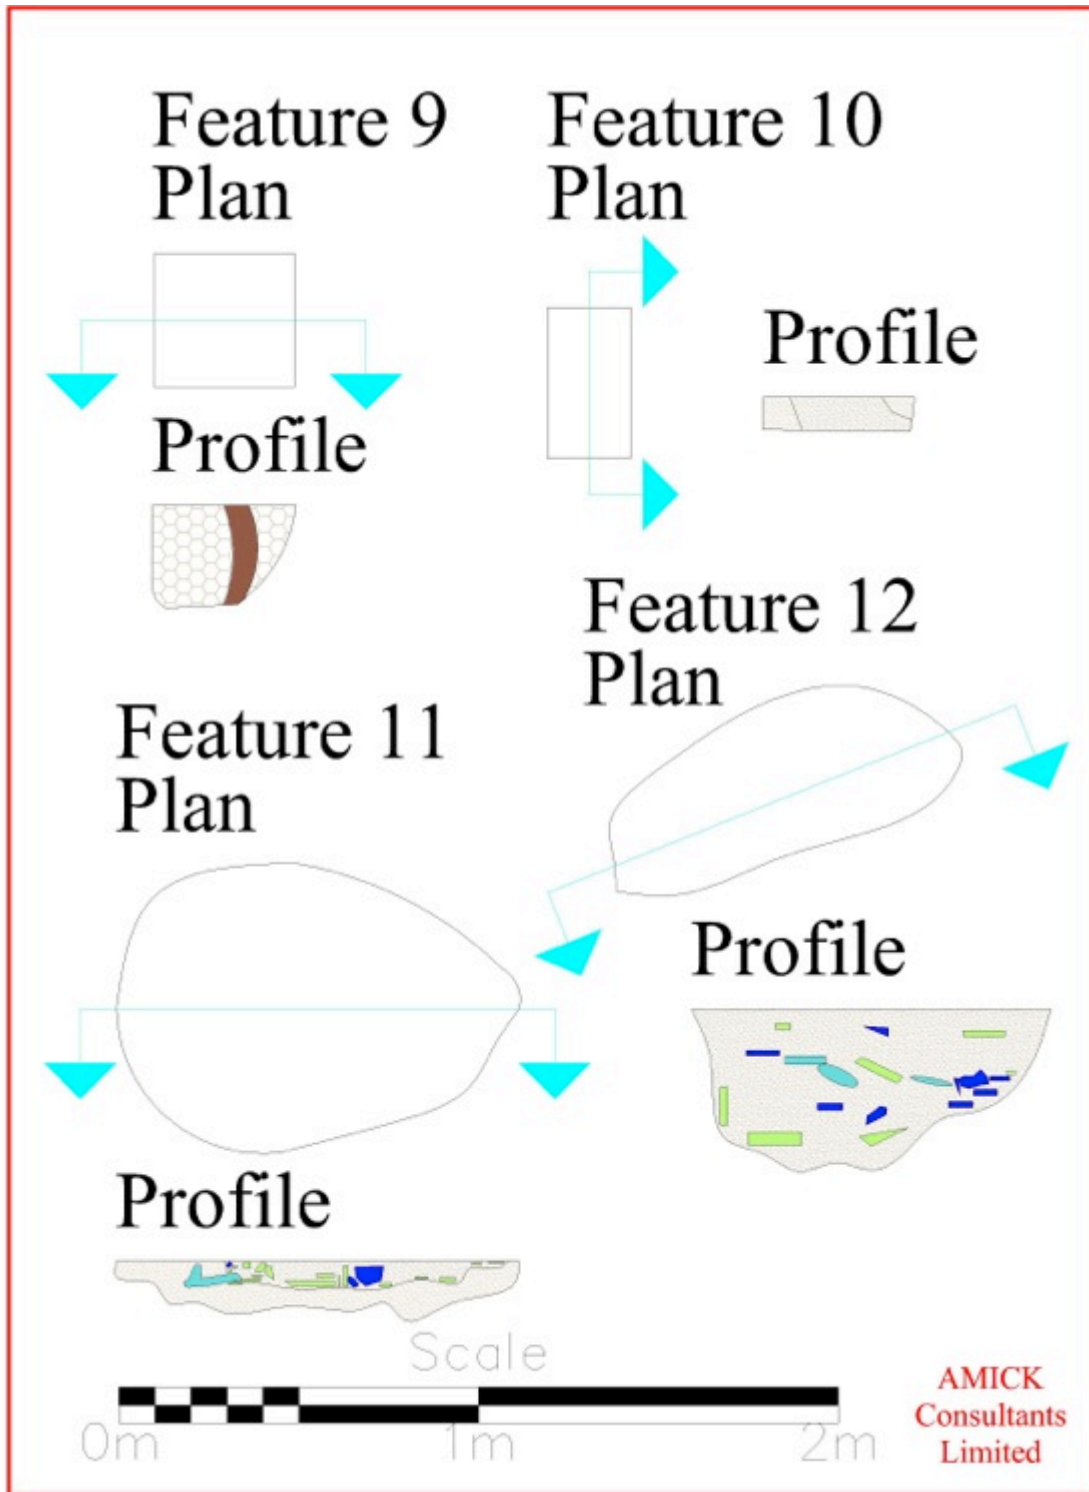 Feature 9
Plan
Profile
Feature 10
Plan
Profile
Feature 11
Plan
Profile
Feature 12
Plan
Profile
Scale
0m 1m 2m
AMICK
Consultants
Limited